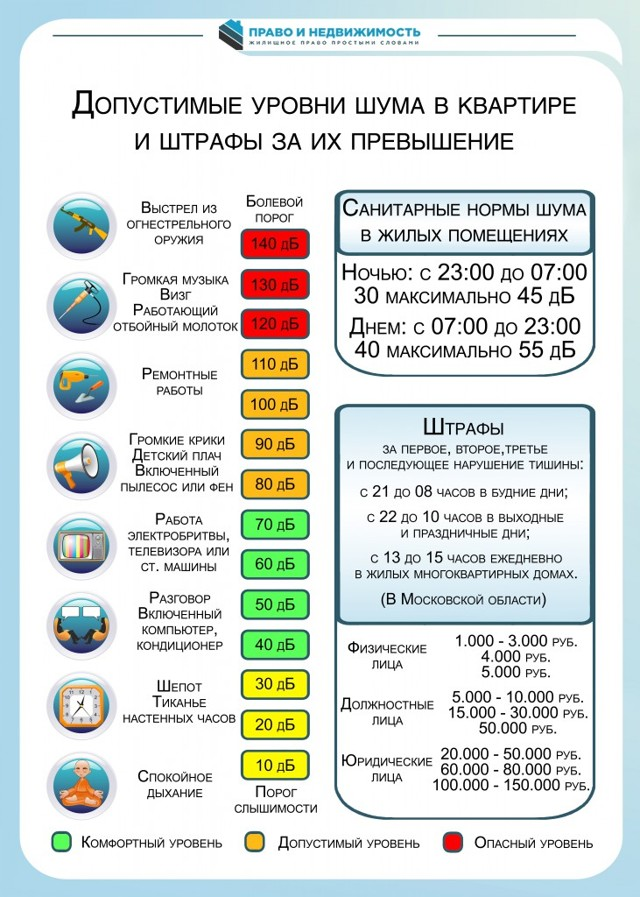 ПРАВО И НЕДВИЖИМОСТЬ
ЖИЛИЩНОЕ ПРАВО ПРОСТЫМИ СЛОВАМИ
Допустимые уровни шума в квартире
и штрафы за их превышение
Выстрел из
огнестрельного
оружия
Болевой
порог
140 дБ
Громкая музыка
Визг
Работающий
отбойный молоток
130 дБ
120 дБ
Ремонтные
работы
110 дБ
100 дБ
Громкие крики
Детский плач
Включенный
пылесос или фен
90 дБ
80 дБ
Работа
электробритвы,
телевизора или
ст. машины
70 дБ
60 дБ
Разговор
Включенный
компьютер,
кондиционер
50 дБ
40 дБ
Шепот
Тиканье
настенных часов
30 дБ
20 дБ
Спокойное
дыхание
10 дБ
Порог
слышимости
Санитарные нормы шума
в жилых помещениях
Ночью: с 23:00 до 07:00
30 максимально 45 дБ
Днем: с 07:00 до 23:00
40 максимально 55 дБ
Штрафы
за первое, второе,третье
и последующее нарушение тишины:
с 21 до 08 часов в будние дни;
с 22 до 10 часов в выходные
и праздничные дни;
с 13 до 15 часов ежедневно
в жилых многоквартирных домах.
(В Московской области)
Физические
лица
1.000 - 3.000 руб.
4.000 руб.
5.000 руб.
Должностные
лица
5.000 - 10.000 руб.
15.000 - 30.000 руб.
50.000 руб.
Юридические
лица
20.000 - 50.000 руб.
60.000 - 80.000 руб.
100.000 - 150.000 руб.
Комфортный уровень
Допустимый уровень
Опасный уровень